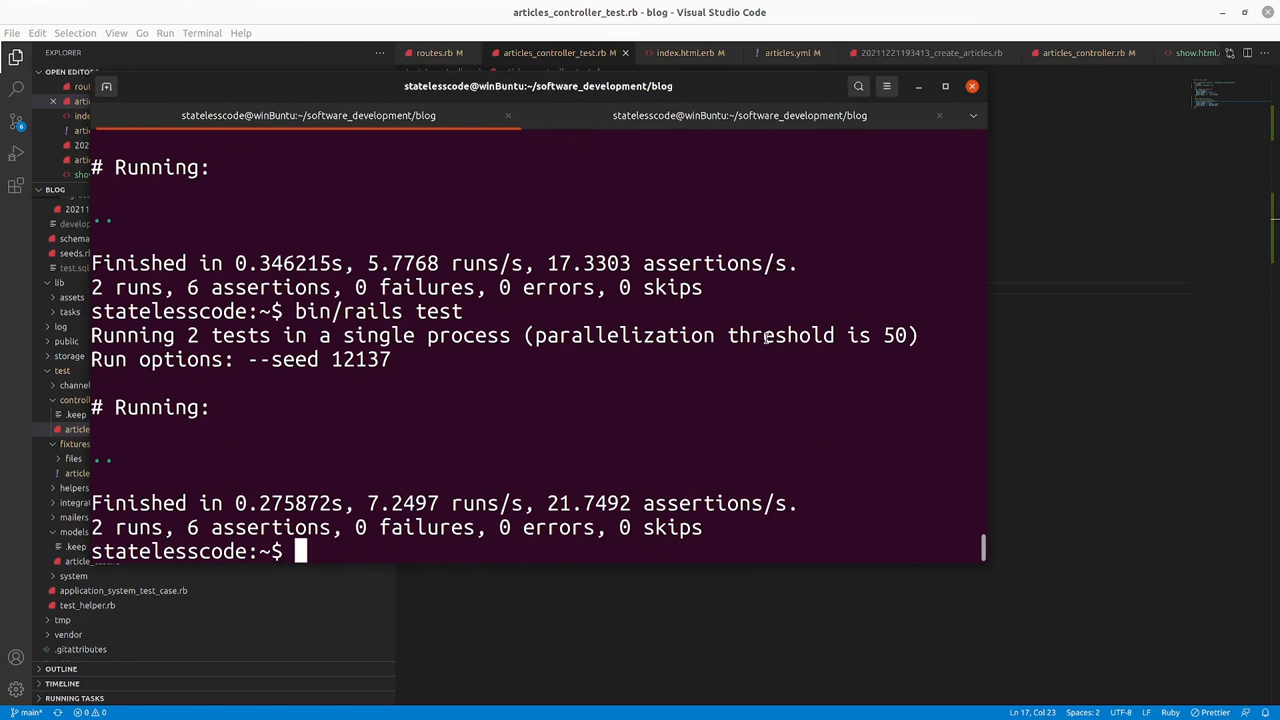 articles_controller_test.rb - blog - Visual Studio Code
File Edit Selection View Go Run Terminal Help
EXPLORER
routes.rb M
articles_controller_test.rb M
index.html.erb M
articles.yml M
20211221193413_create_articles.rb
articles_controller.rb M
show.html.
OPEN EDITORS
BLOG
statelesscode@winBuntu:~/software_development/blog
statelesscode@winBuntu:~/software_development/blog
statelesscode@winBuntu:~/software_development/blog
# Running:
..
Finished in 0.346215s, 5.7768 runs/s, 17.3303 assertions/s.
2 runs, 6 assertions, 0 failures, 0 errors, 0 skips
statelesscode:~$ bin/rails test
Running 2 tests in a single process (parallelization threshold is 50)
Run options: --seed 12137
# Running:
..
Finished in 0.275872s, 7.2497 runs/s, 21.7492 assertions/s.
2 runs, 6 assertions, 0 failures, 0 errors, 0 skips
statelesscode:~$
lib
assets
tasks
log
public
storage
test
.keep
files
system
application_system_test_case.rb
test_helper.rb
tmp
vendor
.gitattributes
OUTLINE
TIMELINE
RUNNING TASKS
main* 0 0
Ln 17, Col 23 Spaces: 2 UTF-8 LF Ruby Prettier